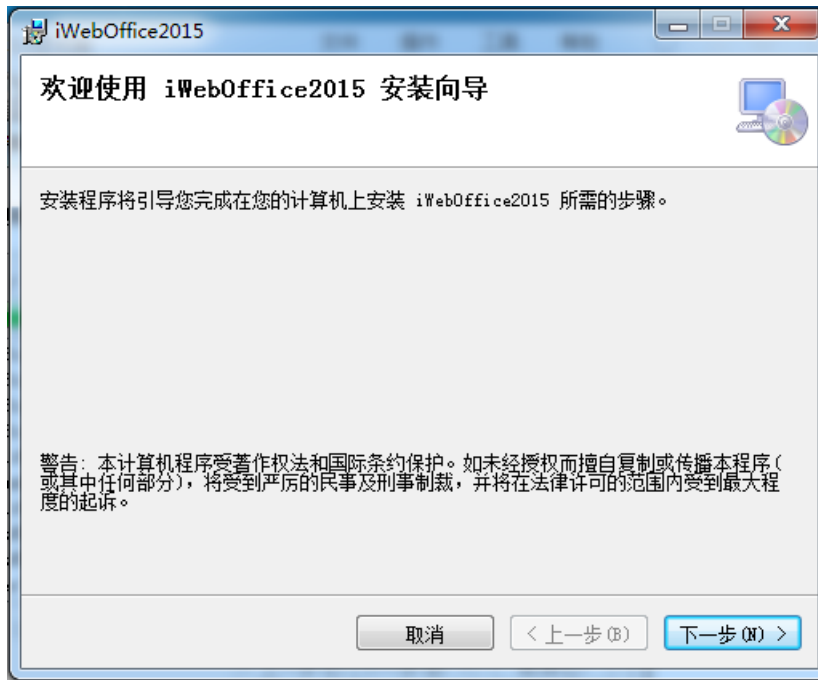 iWebOffice2015
欢迎使用 iWebOffice2015 安装向导
安装程序将引导您完成在您的计算机上安装 iWebOffice2015 所需的步骤。
警告: 本计算机程序受著作权法和国际条约保护。如未经授权而擅自复制或传播本程序(
或其中任何部分)，将受到严厉的民事及刑事制裁，并将在法律许可的范围内受到最大程
度的起诉。
取消
< 上一步(B)
下一步(N) >